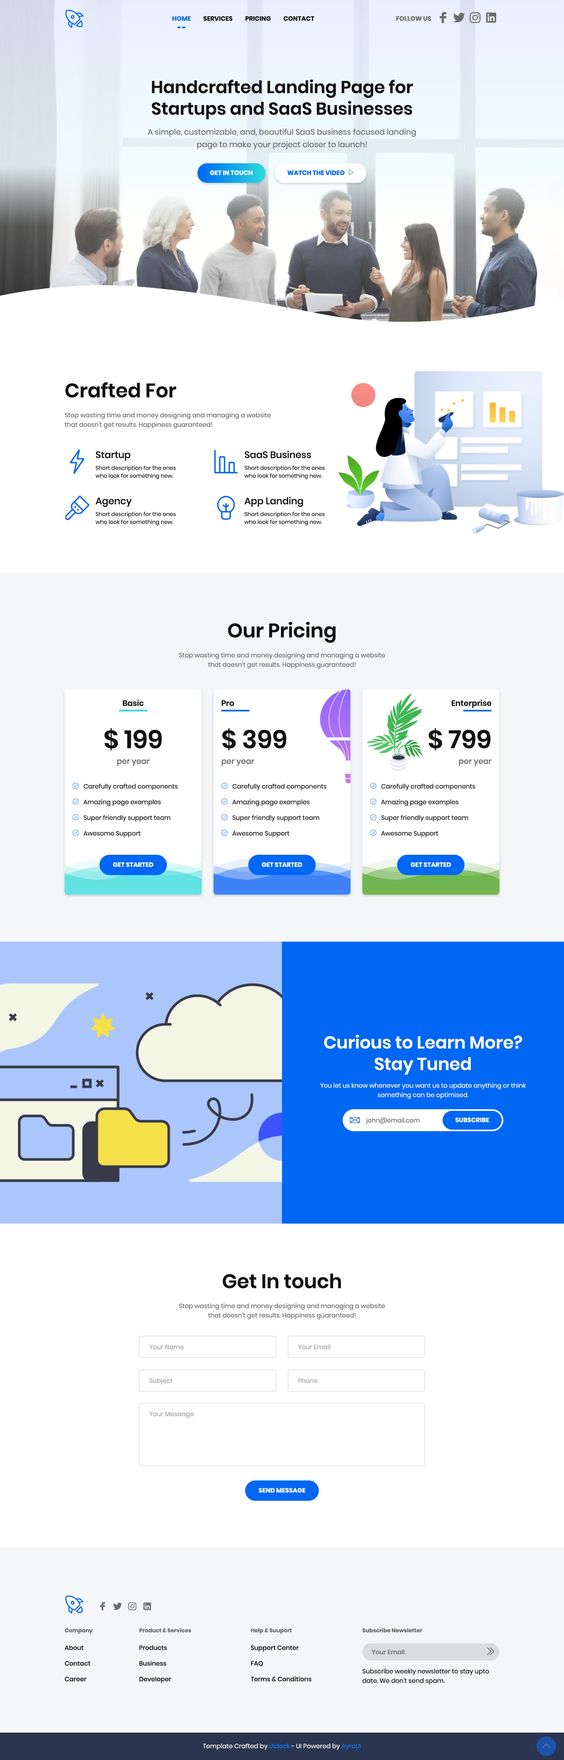 HOME SERVICES PRICING CONTACT FOLLOW US
Handcrafted Landing Page for
Startups and SaaS Businesses
A simple, customizable, and, beautiful SaaS business focused landing
page to make your project closer to launch!
GET IN TOUCH WATCH THE VIDEO
Crafted For
Stop wasting time and money designing and managing a website
that doesn't get results. Happiness guaranteed!
Startup
Short description for the ones
who look for something new.
SaaS Business
Short description for the ones
who look for something new.
Agency
Short description for the ones
who look for something new.
App Landing
Short description for the ones
who look for something new.
Our Pricing
Stop wasting time and money designing and managing a website
that doesn't get results. Happiness guaranteed!
Basic
$ 199
per year
Carefully crafted components
Amazing page examples
Super friendly support team
Awesome Support
GET STARTED
Pro
$ 399
per year
Carefully crafted components
Amazing page examples
Super friendly support team
Awesome Support
GET STARTED
Enterprise
$ 799
per year
Carefully crafted components
Amazing page examples
Super friendly support team
Awesome Support
GET STARTED
Curious to Learn More?
Stay Tuned
You let us know whenever you want us to update anything or think
something can be optimised.
john@email.com SUBSCRIBE
Get In touch
Stop wasting time and money designing and managing a website
that doesn't get results. Happiness guaranteed!
Your Name Your Email
Subject Phone
Your Mesaage
SEND MESSAGE
Company
About
Contact
Career
Product & Services
Products
Business
Developer
Help & Suuport
Support Center
FAQ
Terms & Conditions
Subscribe Newsletter
Your Email
Subscribe weekly newsletter to stay upto
date. We don't send spam.
Template Crafted by UIdeck - UI Powered by AyroUI